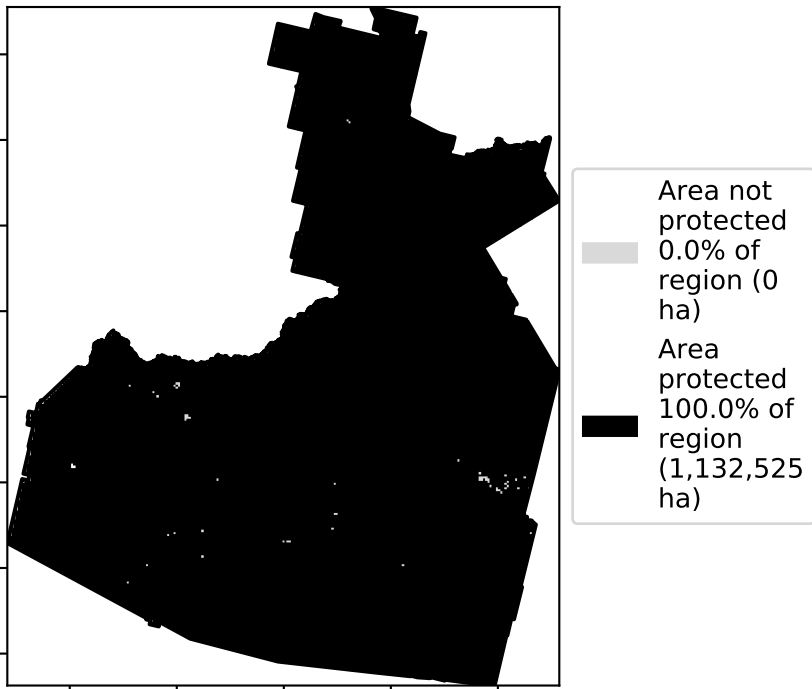 Area not
protected
0.0% of
region (0
ha)
Area
protected
100.0% of
region
(1,132,525
ha)